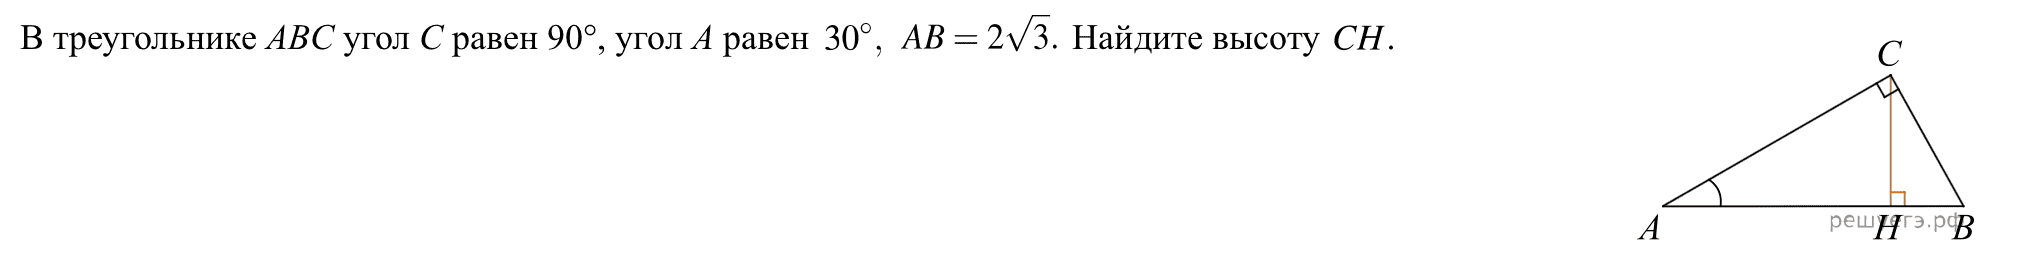 В треугольнике ABC угол C равен 90°, угол A равен 30°, AB = 2√3. Найдите высоту CH.
C
A
H
B
решуегэ.рф